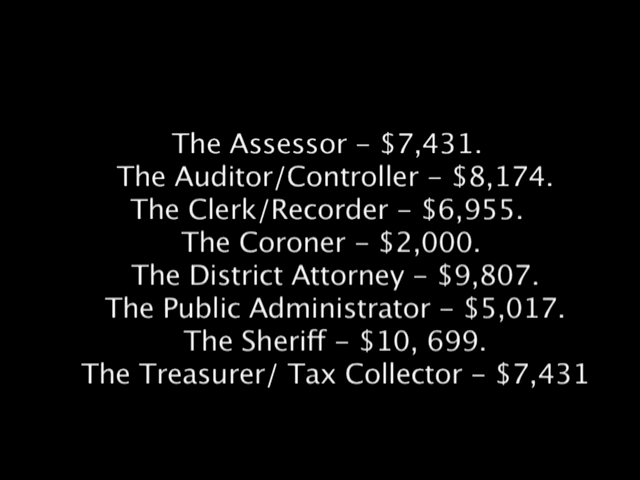 The Assessor – $7,431.
The Auditor/Controller – $8,174.
The Clerk/Recorder – $6,955.
The Coroner – $2,000.
The District Attorney – $9,807.
The Public Administrator – $5,017.
The Sheriff – $10, 699.
The Treasurer/ Tax Collector – $7,431